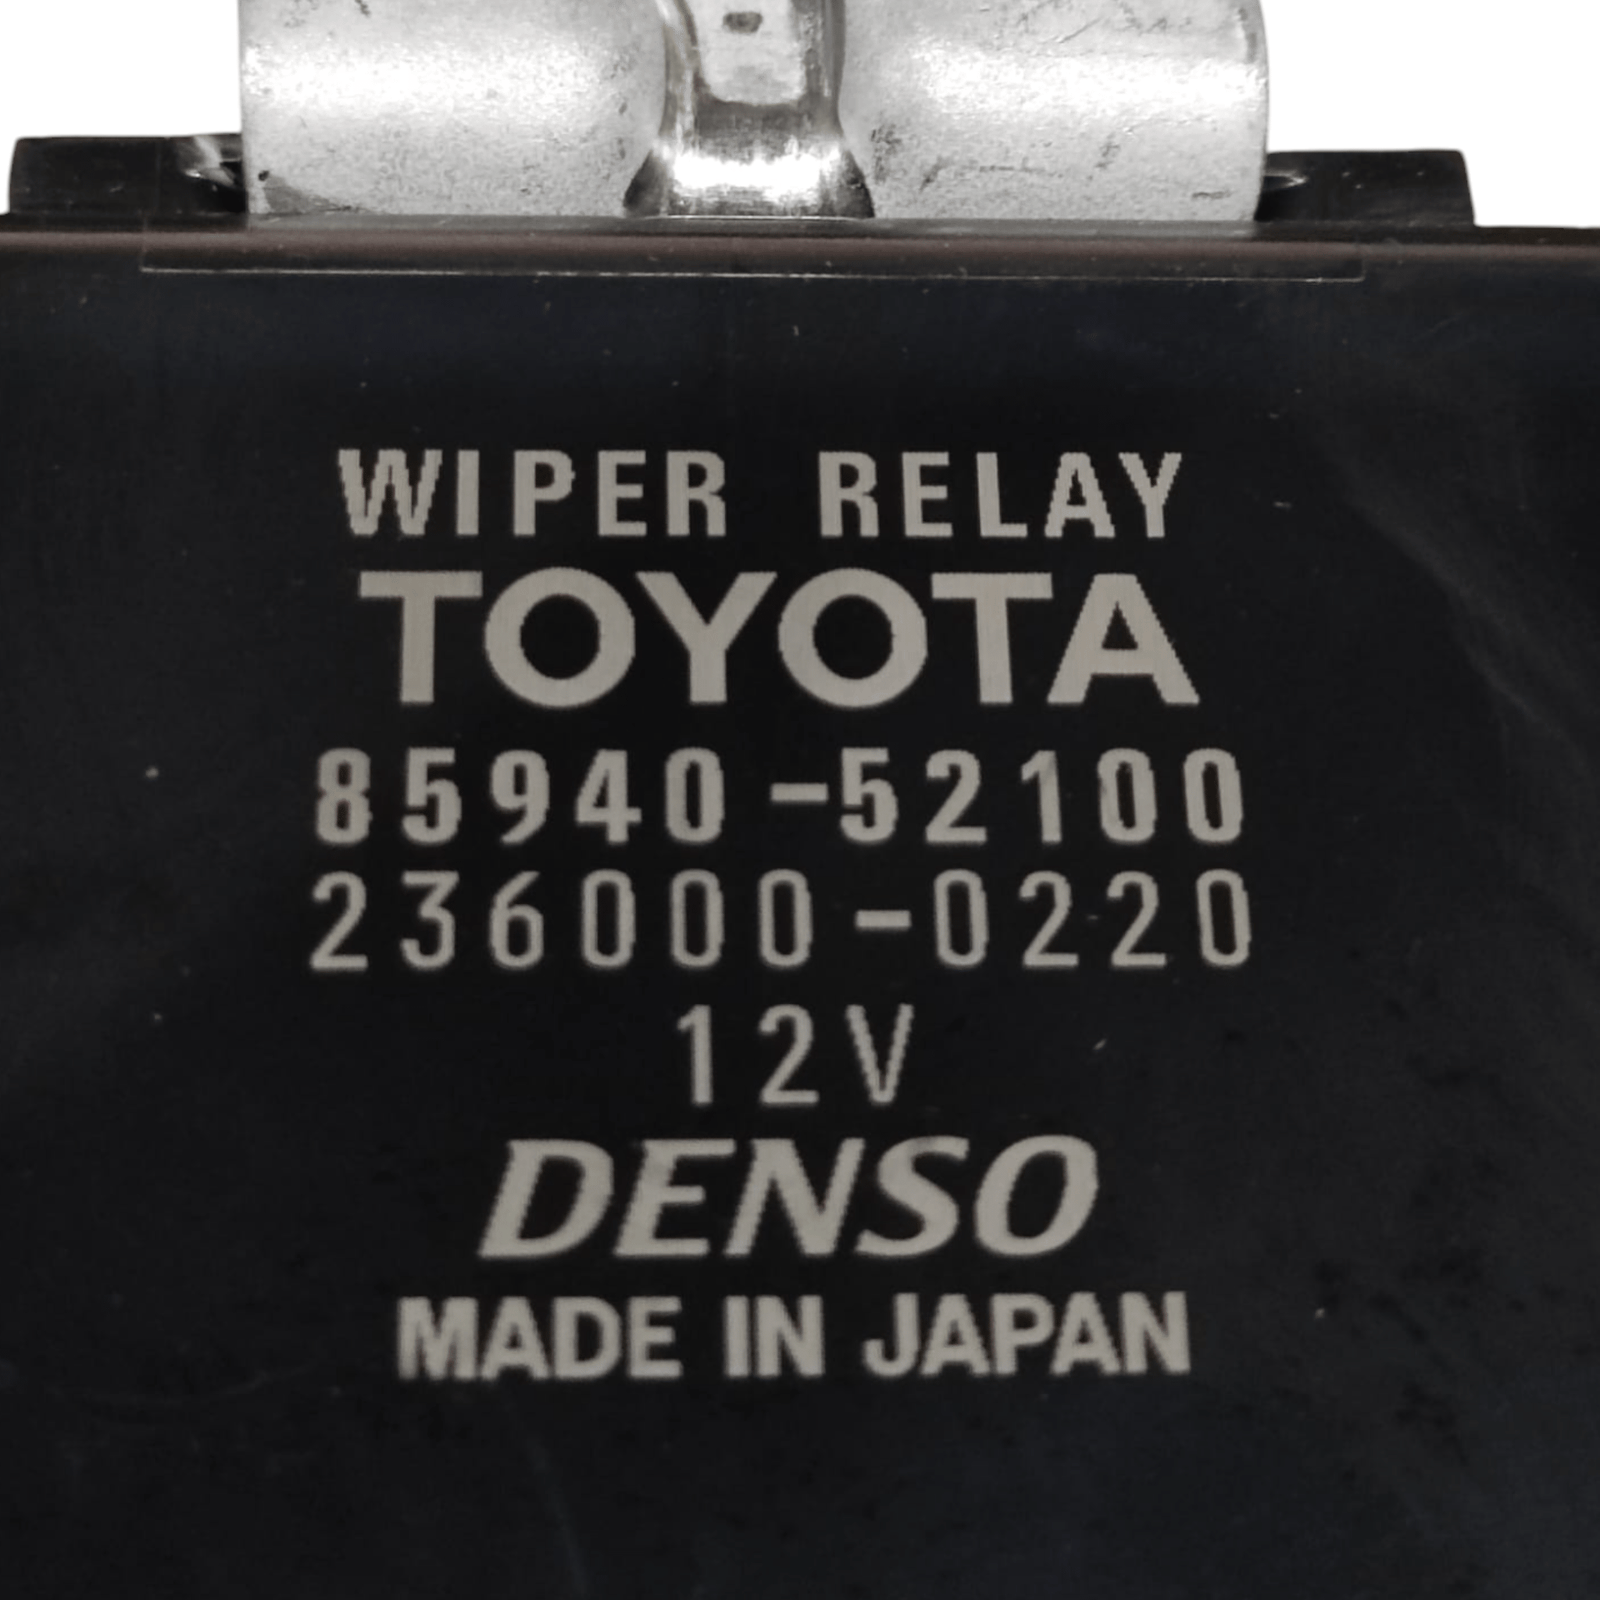 WIPER RELAY
TOYOTA
85940-52100
236000-0220
12V
DENSO
MADE IN JAPAN